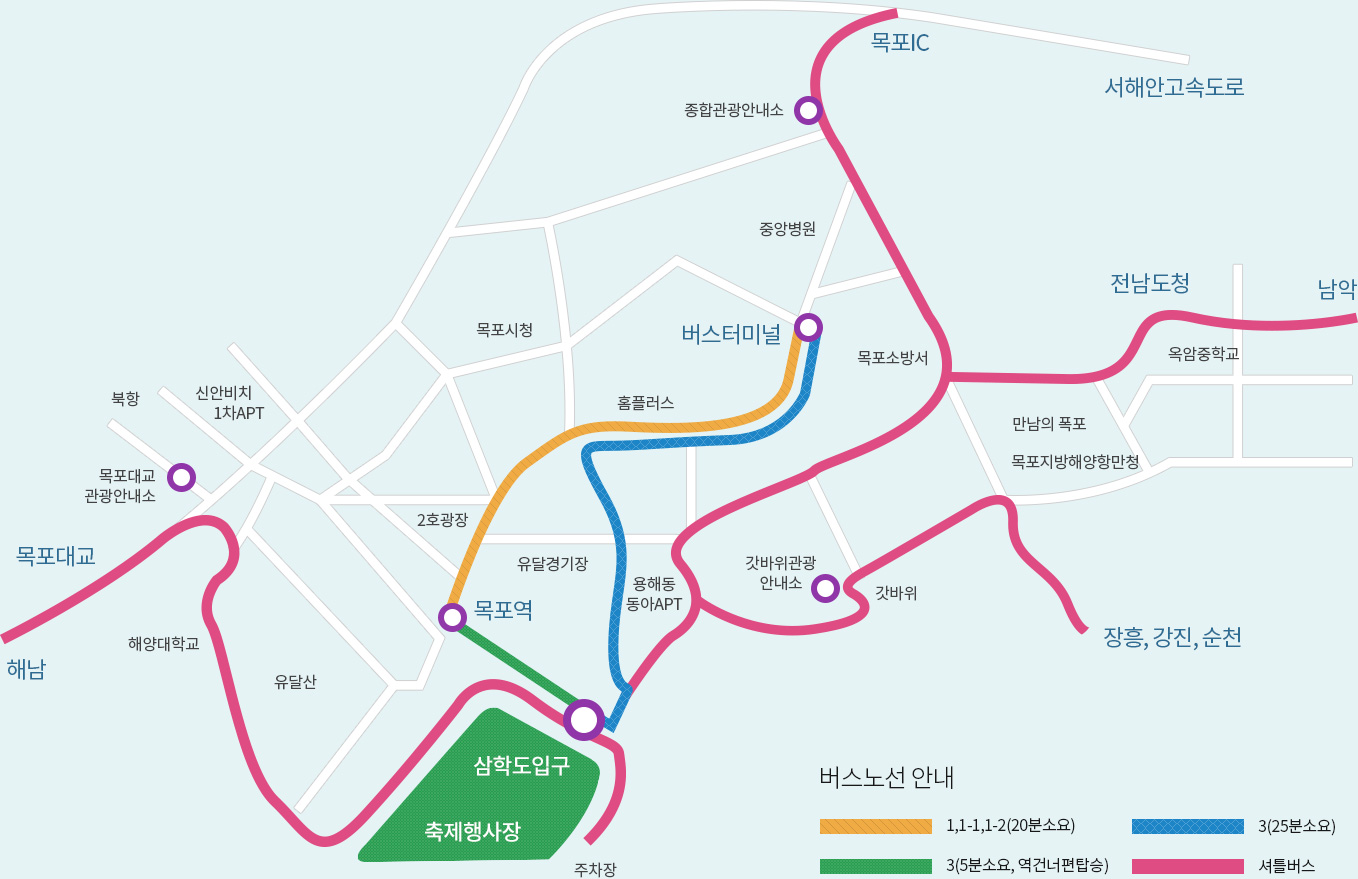 목포IC
서해안고속도로
종합관광안내소
중앙병원
전남도청
남악
목포시청
버스터미널
목포소방서
옥암중학교
신안비치
1차APT
북항
홈플러스
만남의 폭포
목포지방해양항만청
목포대교
관광안내소
2호광장
목포대교
유달경기장
용해동
동아APT
갓바위관광
안내소
갓바위
목포역
해양대학교
장흥, 강진, 순천
해남
유달산
삼학도입구
축제행사장
주차장
버스노선 안내
1,1-1,1-2(20분소요)
3(25분소요)
3(5분소요, 역건너편탑승)
셔틀버스